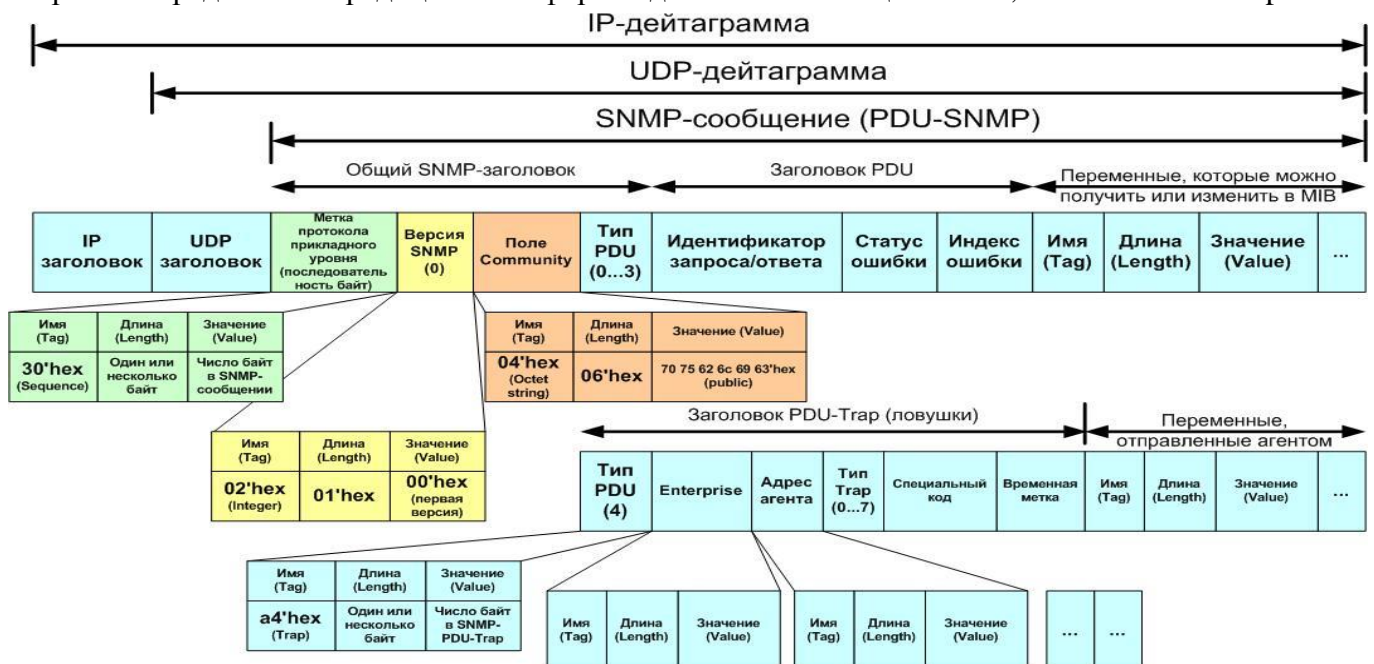 IP-дейтаграмма
UDP-дейтаграмма
SNMP-сообщение (PDU-SNMP)
Общий SNMP-заголовок
Заголовок PDU
Переменные, которые можно
получить или изменить в MIB
IP
заголовок
UDP
заголовок
Метка
протокола
прикладного
уровня
(последователь
ность байт)
Версия
SNMP
(0)
Поле
Community
Тип
PDU
(0...3)
Идентификатор
запроса/ответа
Статус
ошибки
Индекс
ошибки
Имя
(Tag)
Длина
(Length)
Значение
(Value)
...
Имя
(Tag)
Длина
(Length)
Значение
(Value)
30'hex
(Sequence)
Один или
несколько
байт
Число байт
в SNMP-
сообщении
Имя
(Tag)
Длина
(Length)
Значение (Value)
04'hex
(Octet
string)
06'hex
70 75 62 6c 69 63'hex
(public)
Имя
(Tag)
Длина
(Length)
Значение
(Value)
02'hex
(Integer)
01'hex
00'hex
(первая
версия)
Заголовок PDU-Trap (ловушки)
Переменные,
отправленные агентом
Тип
PDU
(4)
Enterprise
Адрес
агента
Тип
Trap
(0...7)
Специальный
код
Временная
метка
Имя
(Tag)
Длина
(Length)
Значение
(Value)
...
Имя
(Tag)
Длина
(Length)
Значение
(Value)
a4'hex
(Trap)
Один или
несколько
байт
Число байт
в SNMP-
PDU-Trap
Имя
(Tag)
Длина
(Length)
Значение
(Value)
Имя
(Tag)
Длина
(Length)
Значение
(Value)
...
...